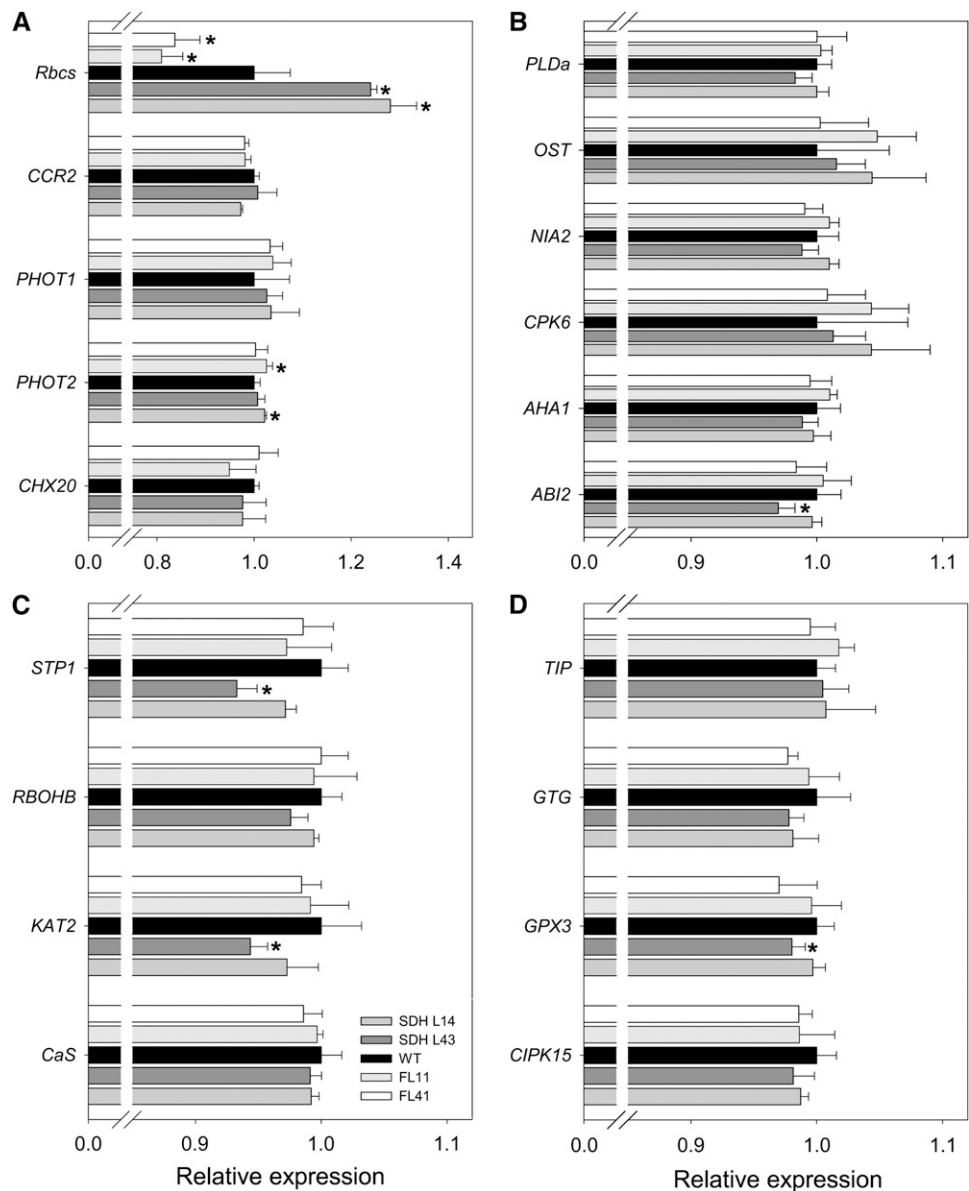 A
Rbcs
*
*
*
*
CCR2
PHOT1
PHOT2
*
*
CHX20
0.0 0.8 1.0 1.2 1.4
B
PLDa
OST
NIA2
CPK6
AHA1
ABI2
*
0.0 0.9 1.0 1.1
C
STP1
*
RBOHB
KAT2
*
CaS
SDH L14
SDH L43
WT
FL11
FL41
0.0 0.9 1.0 1.1
Relative expression
D
TIP
GTG
GPX3
*
CIPK15
0.0 0.9 1.0 1.1
Relative expression